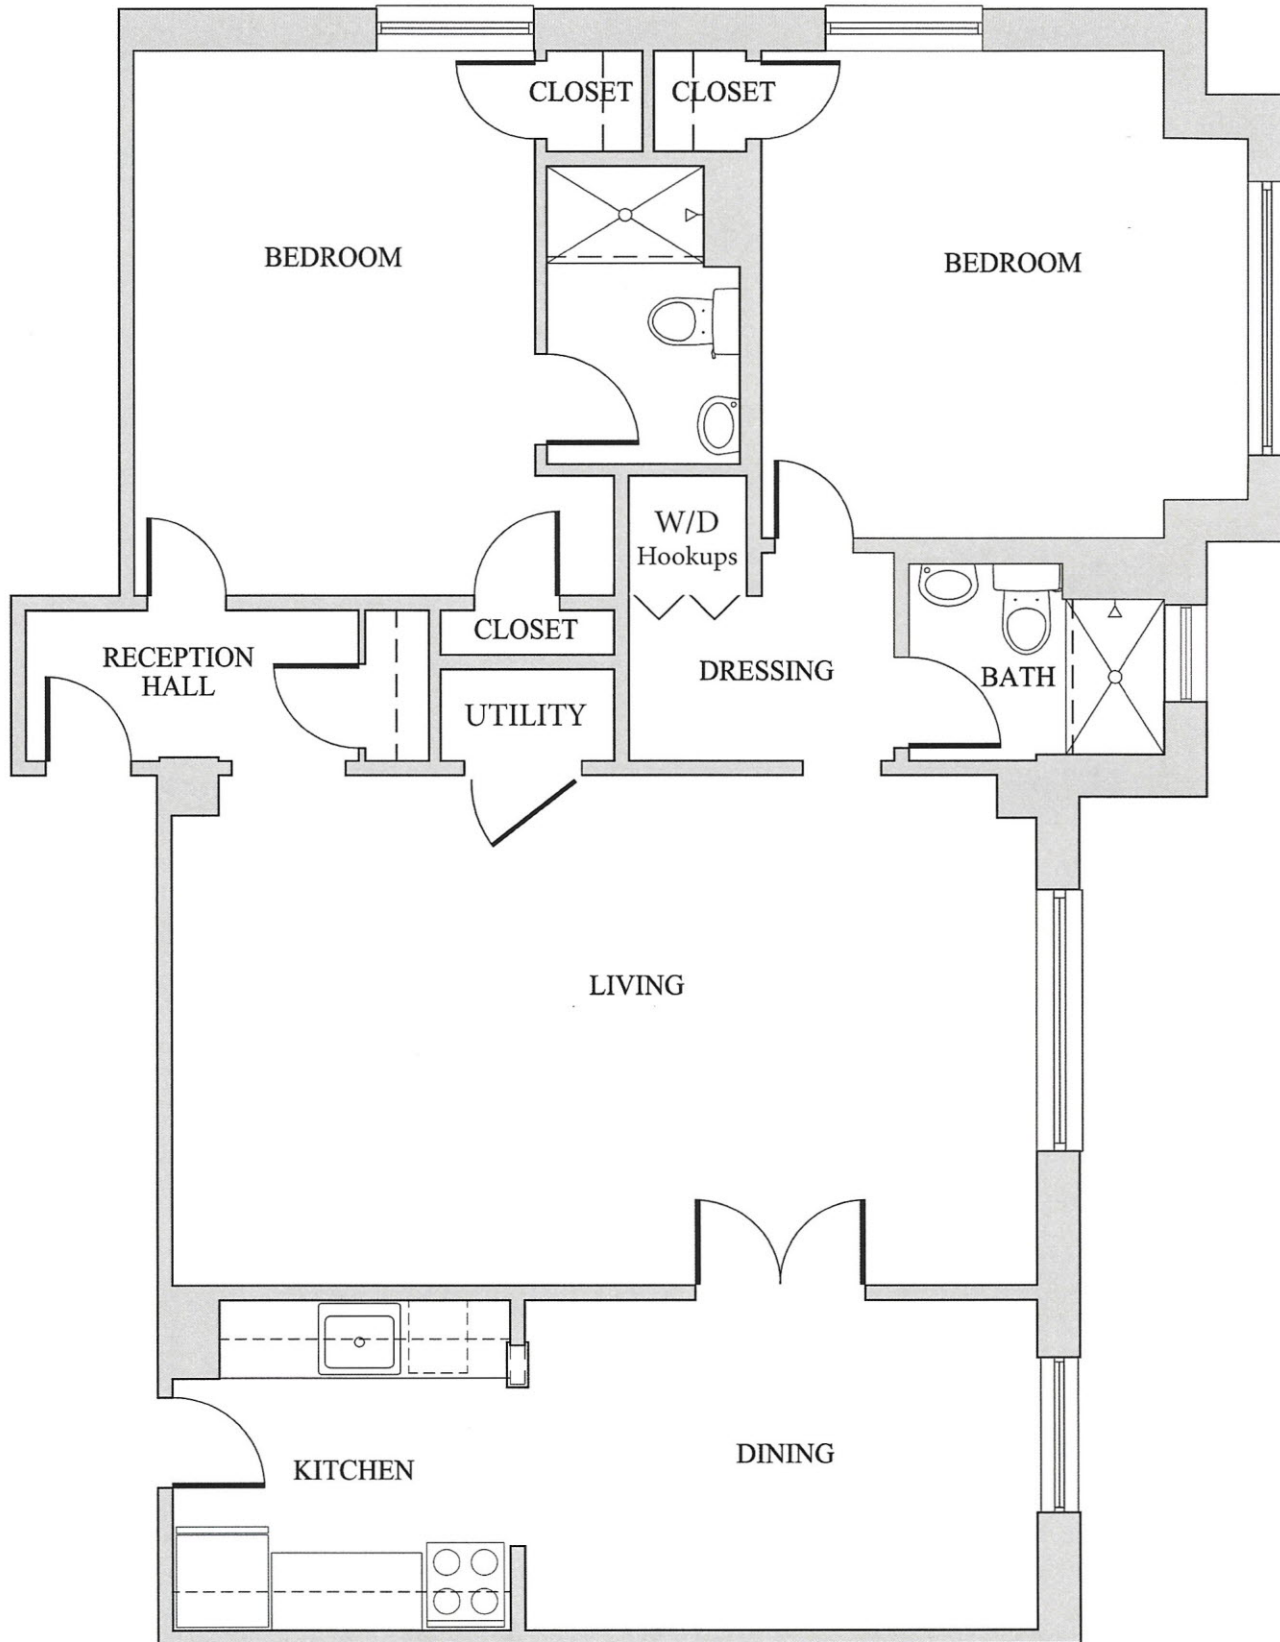 CLOSET
CLOSET
BEDROOM
BEDROOM
W/D
Hookups
CLOSET
RECEPTION
HALL
DRESSING
BATH
UTILITY
LIVING
DINING
KITCHEN